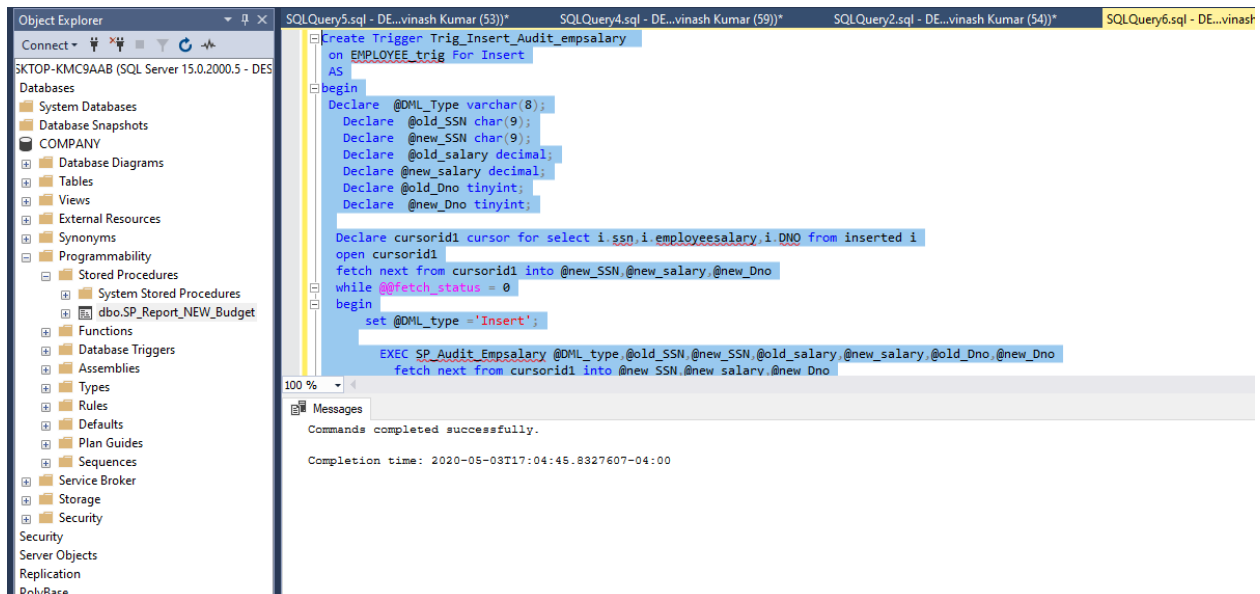 Object Explorer
Connect
SKTOP-KMC9AAB (SQL Server 15.0.2000.5 - DES
Databases
System Databases
Database Snapshots
COMPANY
Database Diagrams
Tables
Views
External Resources
Synonyms
Programmability
Stored Procedures
System Stored Procedures
dbo.SP_Report_NEW_Budget
Functions
Database Triggers
Assemblies
Types
Rules
Defaults
Plan Guides
Sequences
Service Broker
Storage
Security
Security
Server Objects
Replication
PolyBase
SQLQuery5.sql - DE...vinash Kumar (53))* SQLQuery4.sql - DE...vinash Kumar (59))* SQLQuery2.sql - DE...vinash Kumar (54))* SQLQuery6.sql - DE...vinash
Create Trigger Trig_Insert_Audit_empsalary
on EMPLOYEE_trig For Insert
AS
begin
Declare @DML_Type varchar(8);
Declare @old_SSN char(9);
Declare @new_SSN char(9);
Declare @old_salary decimal;
Declare @new_salary decimal;
Declare @old_Dno tinyint;
Declare @new_Dno tinyint;
Declare cursorid1 cursor for select i.ssn,i.employeesalary,i.DNO from inserted i
open cursorid1
fetch next from cursorid1 into @new_SSN,@new_salary,@new_Dno
while @@fetch_status = 0
begin
set @DML_type ='Insert';
EXEC SP_Audit_Empsalary @DML_type,@old_SSN,@new_SSN,@old_salary,@new_salary,@old_Dno,@new_Dno
fetch next from cursorid1 into @new_SSN,@new_salary,@new_Dno
100 %
Messages
Commands completed successfully.
Completion time: 2020-05-03T17:04:45.8327607-04:00